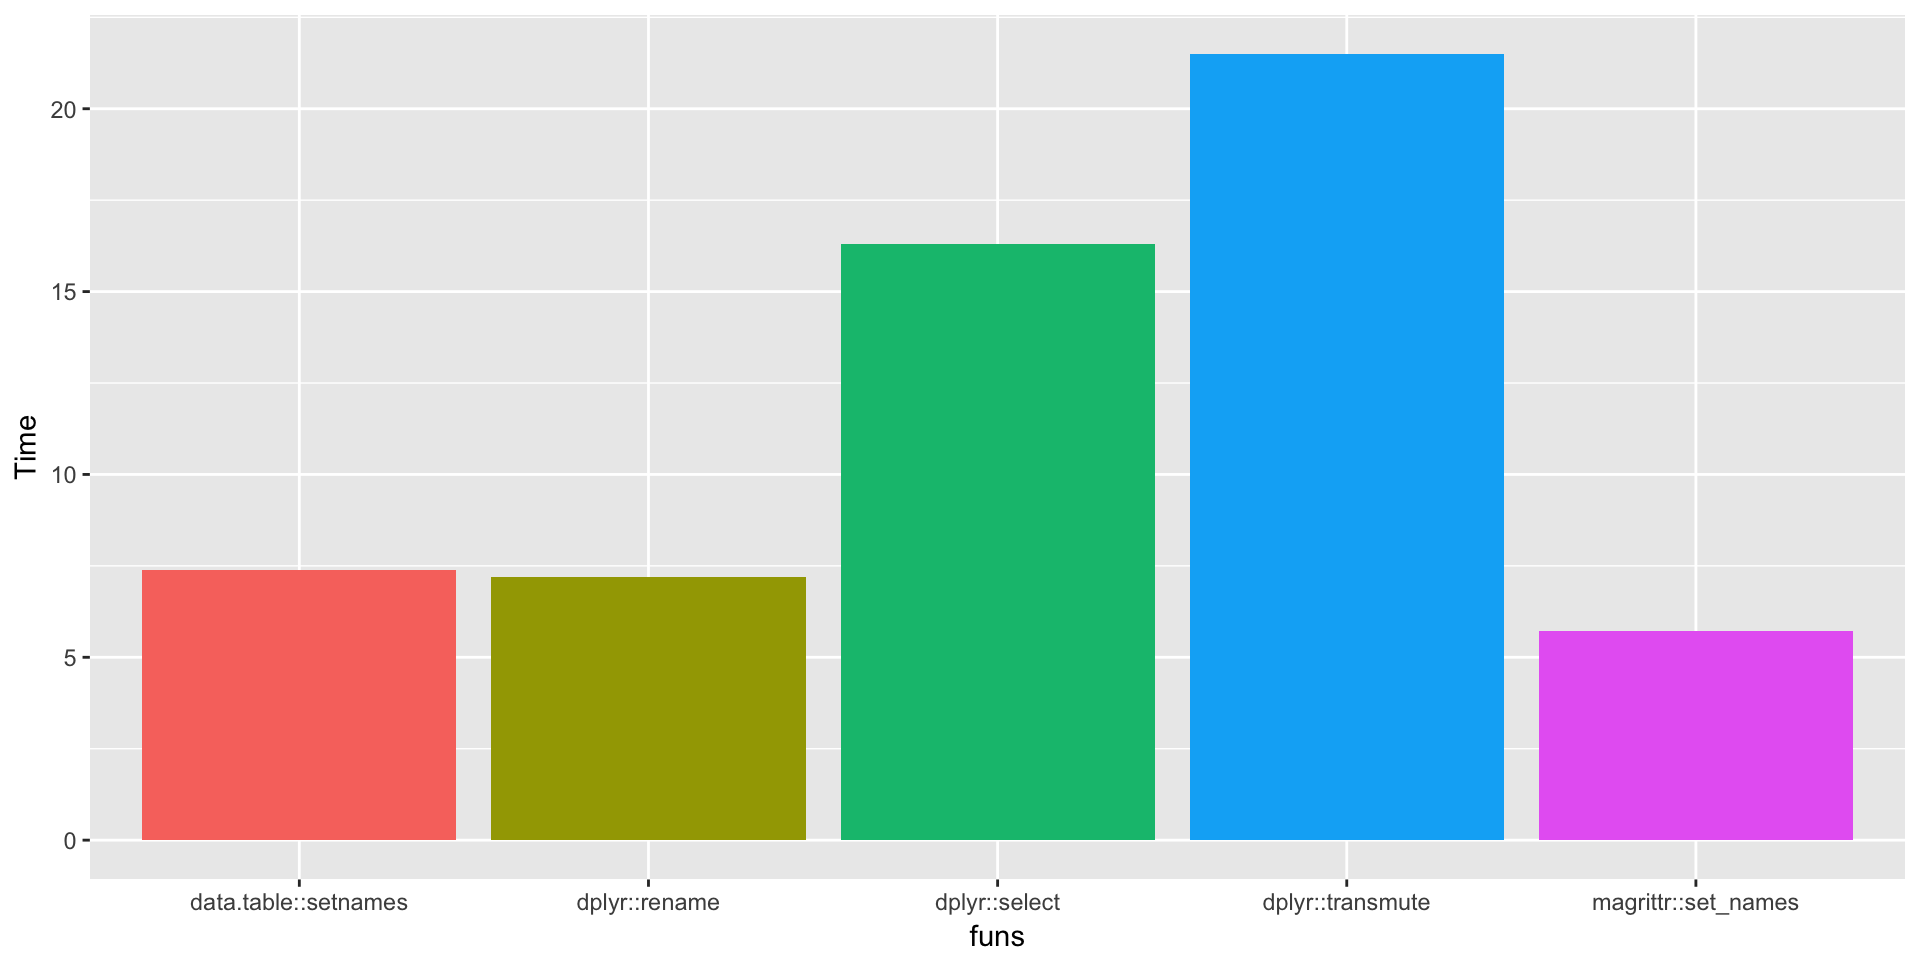 Time
20
15
10
5
0
data.table::setnames
dplyr::rename
dplyr::select
dplyr::transmute
magrittr::set_names
funs